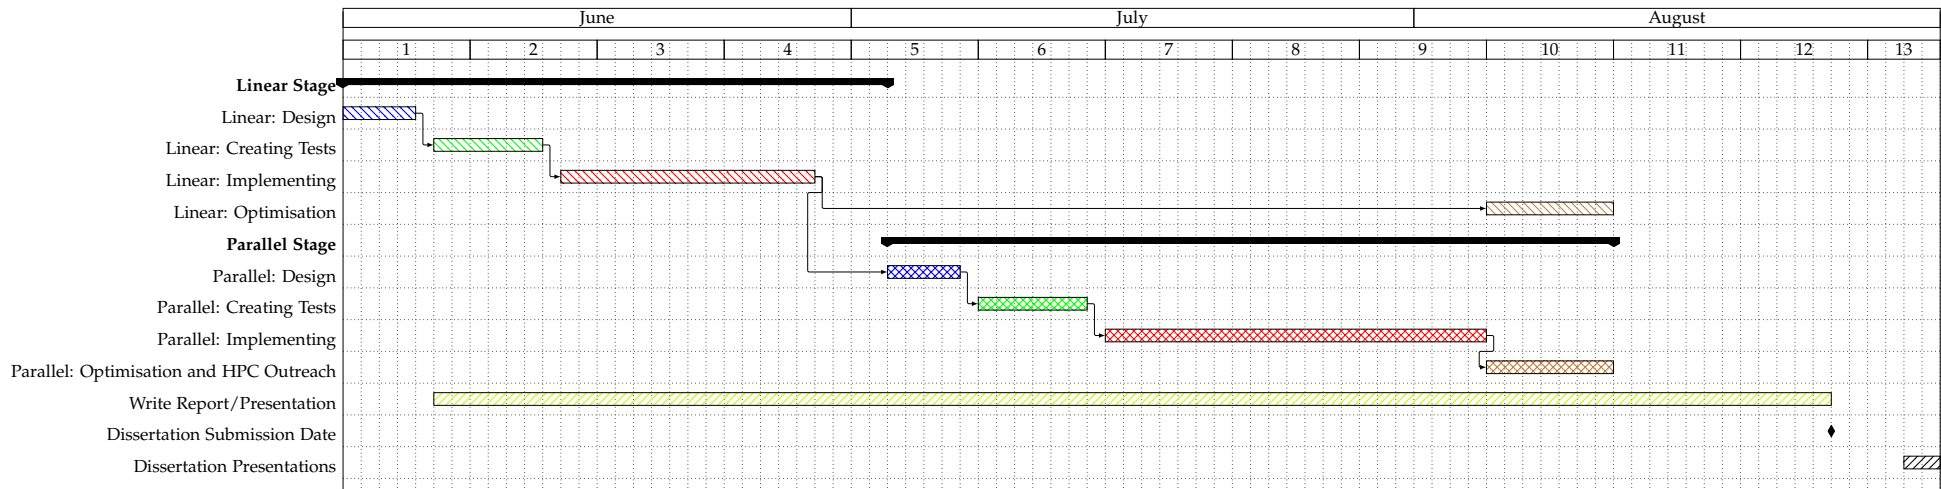 June July August
1 2 3 4 5 6 7 8 9 10 11 12 13
Linear Stage
Linear: Design
Linear: Creating Tests
Linear: Implementing
Linear: Optimisation
Parallel Stage
Parallel: Design
Parallel: Creating Tests
Parallel: Implementing
Parallel: Optimisation and HPC Outreach
Write Report/Presentation
Dissertation Submission Date
Dissertation Presentations